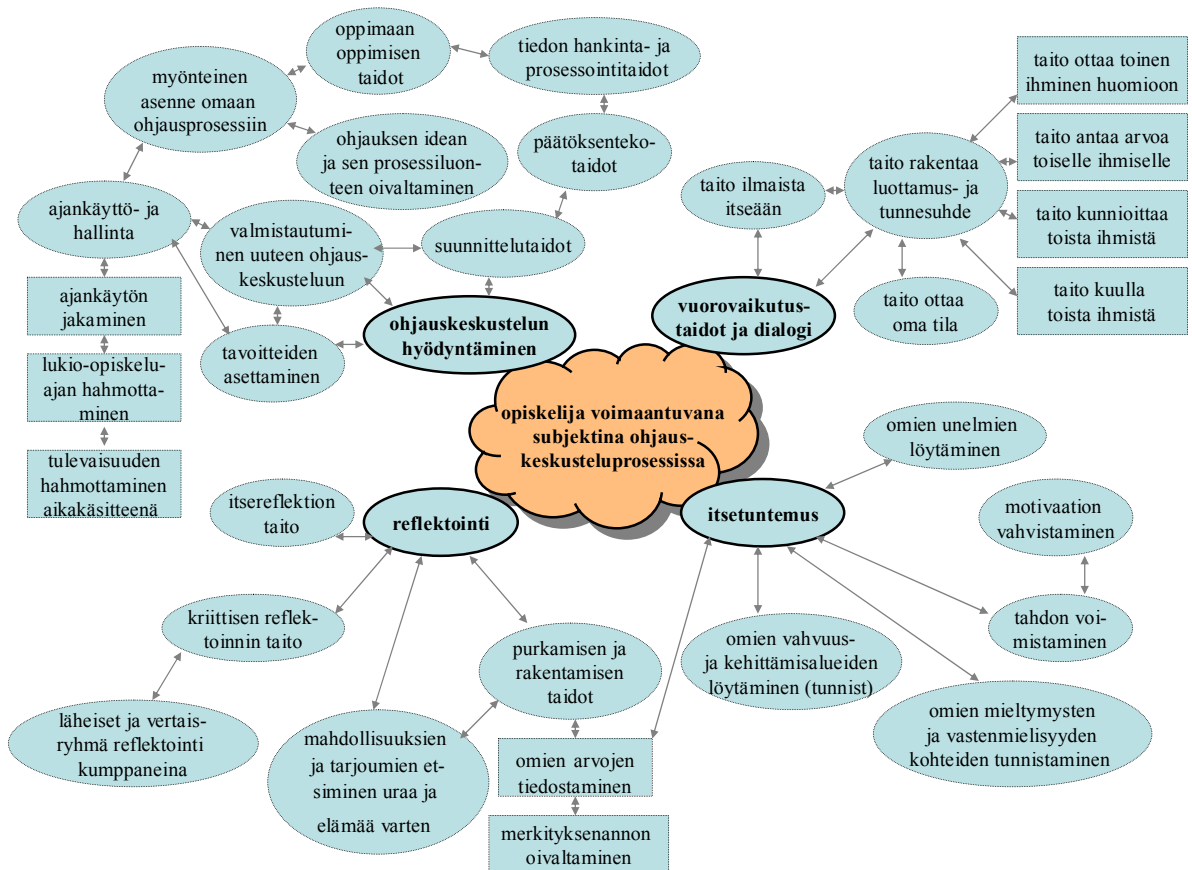 oppimaan
oppimisen
taidot
tiedon hankinta- ja
prosessointitaidot
myönteinen
asenne omaan
ohjausprosessiin
ohjauksen idean
ja sen prosessiluon-
teen oivaltaminen
päätöksenteko-
taidot
ajankäyttö- ja
hallinta
valmistautumi-
nen uuteen ohjaus-
keskusteluun
suunnittelutaidot
ajankäytön
jakaminen
lukio-opiskelu-
ajan hahmotta-
minen
tulevaisuuden
hahmottaminen
aikakäsitteenä
tavoitteiden
asettaminen
ohjauskeskustelun
hyödyntäminen
taito ilmaista
itseään
taito rakentaa
luottamus- ja
tunnesuhde
taito ottaa toinen
ihminen huomioon
taito antaa arvoa
toiselle ihmiselle
taito kunnioittaa
toista ihmistä
taito kuulla
toista ihmistä
taito ottaa
oma tila
vuorovaikutus-
taidot ja dialogi
opiskelija voimaantuvana
subjektina ohjaus-
keskusteluprosessissa
itsereflektion
taito
reflektointi
kriittisen reflek-
toinnin taito
läheiset ja vertais-
ryhmä reflektointi
kumppaneina
mahdollisuuksien
ja tarjoumien et-
siminen uraa ja
elämää varten
purkamisen ja
rakentamisen
taidot
omien arvojen
tiedostaminen
merkityksenannon
oivaltaminen
itsetuntemus
omien unelmien
löytäminen
motivaation
vahvistaminen
tahdon voi-
mistaminen
omien vahvuus-
ja kehittämisalueiden
löytäminen (tunnist)
omien mieltymysten
ja vastenmielisyyden
kohteiden tunnistaminen